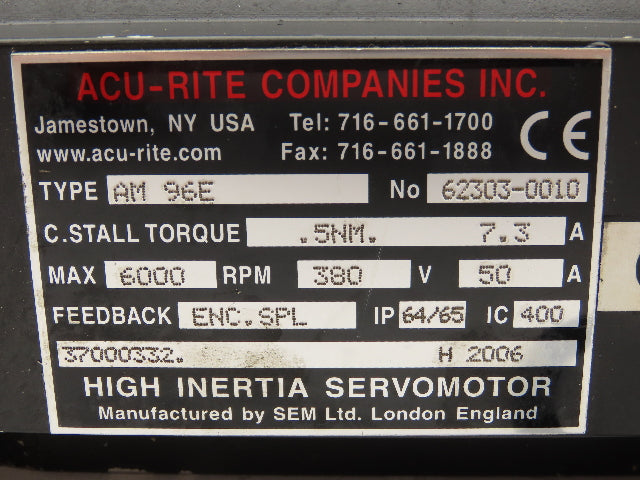 ACU-RITE COMPANIES INC.
Jamestown, NY USA Tel: 716-661-1700
www.acu-rite.com Fax: 716-661-1888
CE
TYPE AM 96E No 62303-0010
C.STALL TORQUE .5NM. 7.3 A
MAX 6000 RPM 380 V 50 A
FEEDBACK ENC.SPL IP 64/65 IC 400
37000332. H 2006
HIGH INERTIA SERVOMOTOR
Manufactured by SEM Ltd. London England